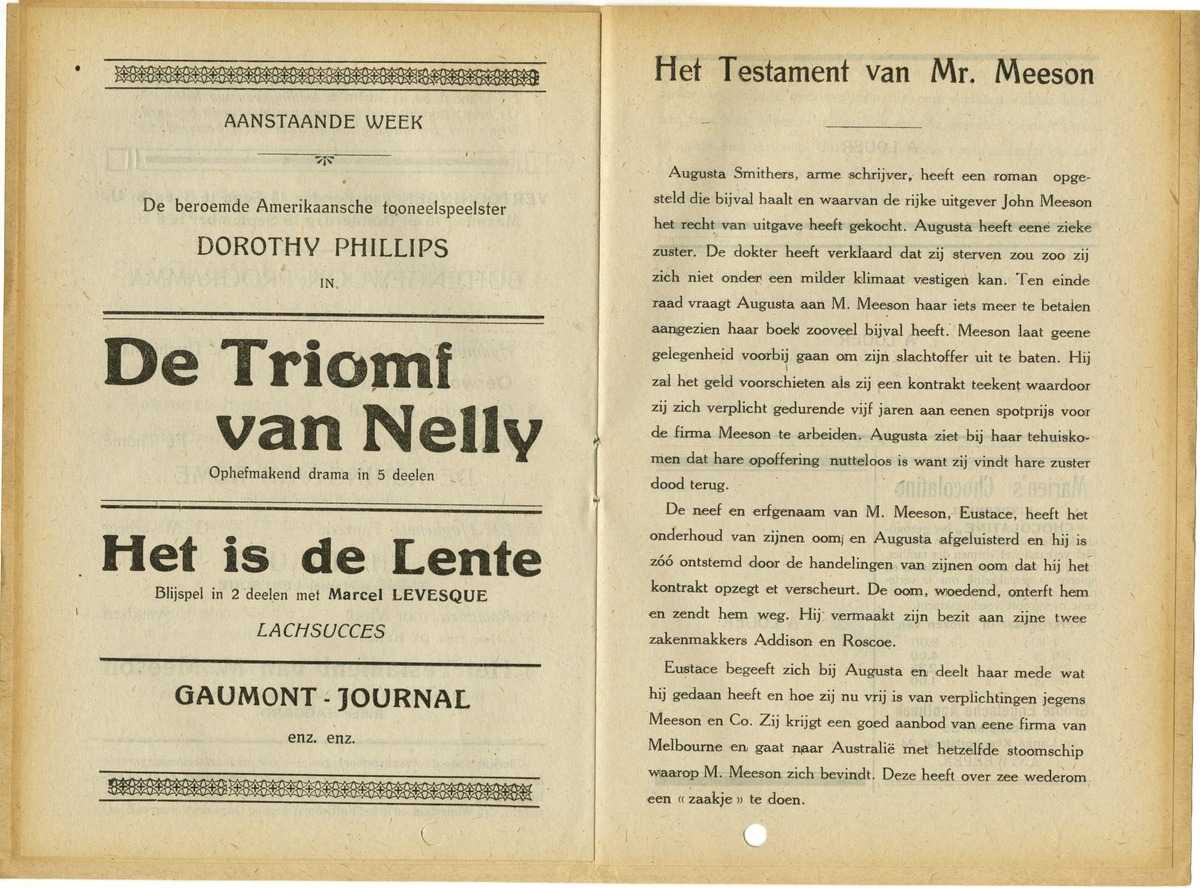 AANSTAANDE WEEK
De beroemde Amerikaansche tooneelspeelster
DOROTHY PHILLIPS
IN
De Triomf
van Nelly
Ophefmakend drama in 5 deelen
Het is de Lente
Blijspel in 2 deelen met Marcel LEVESQUE
LACHSUCCES
GAUMONT - JOURNAL
enz. enz.
Het Testament van Mr. Meeson
Augusta Smithers, arme schrijver, heeft een roman opge-
steld die bijval haalt en waarvan de rijke uitgever John Meeson
het recht van uitgave heeft gekocht. Augusta heeft eene zieke
zuster. De dokter heeft verklaard dat zij sterven zou zoo zij
zich niet onder een milder klimaat vestigen kan. Ten einde
raad vraagt Augusta aan M. Meeson haar iets meer te betalen
aangezien haar boek zooveel bijval heeft. Meeson laat geene
gelegenheid voorbij gaan om zijn slachtoffer uit te baten. Hij
zal het geld voorschieten als zij een kontrakt teekent waardoor
zij zich verplicht gedurende vijf jaren aan eenen spotprijs voor
de firma Meeson te arbeiden. Augusta ziet bij haar tehuisko-
men dat hare opoffering nutteloos is want zij vindt hare zuster
dood terug.
De neef en erfgenaam van M. Meeson, Eustace, heeft het
onderhoud van zijnen oom en Augusta afgeluisterd en hij is
zóó ontstemd door de handelingen van zijnen oom dat hij het
kontrakt opzegt et verscheurt. De oom, woedend, onterft hem
en zendt hem weg. Hij vermaakt zijn bezit aan zijne twee
zakenmakkers Addison en Roscoe.
Eustace begeeft zich bij Augusta en deelt haar mede wat
hij gedaan heeft en hoe zij nu vrij is van verplichtingen jegens
Meeson en Co. Zij krijgt een goed aanbod van eene firma van
Melbourne en gaat naar Australië met hetzelfde stoomschip
waarop M. Meeson zich bevindt. Deze heeft over zee wederom
een « zaakje » te doen.